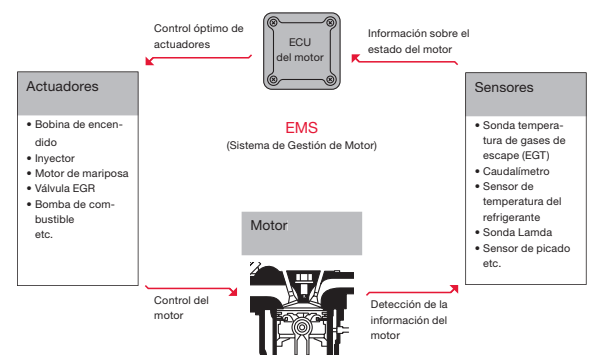 Control óptimo de
actuadores
ECU
del motor
Información sobre el
estado del motor
Actuadores
• Bobina de encen-
dido
• Inyector
• Motor de mariposa
• Válvula EGR
• Bomba de com-
bustible
etc.
EMS
(Sistema de Gestión de Motor)
Sensores
• Sonda tempera-
tura de gases de
escape (EGT)
• Caudalímetro
• Sensor de
temperatura del
refrigerante
• Sonda Lamda
• Sensor de picado
etc.
Motor
Control del
motor
Detección de la
información del
motor